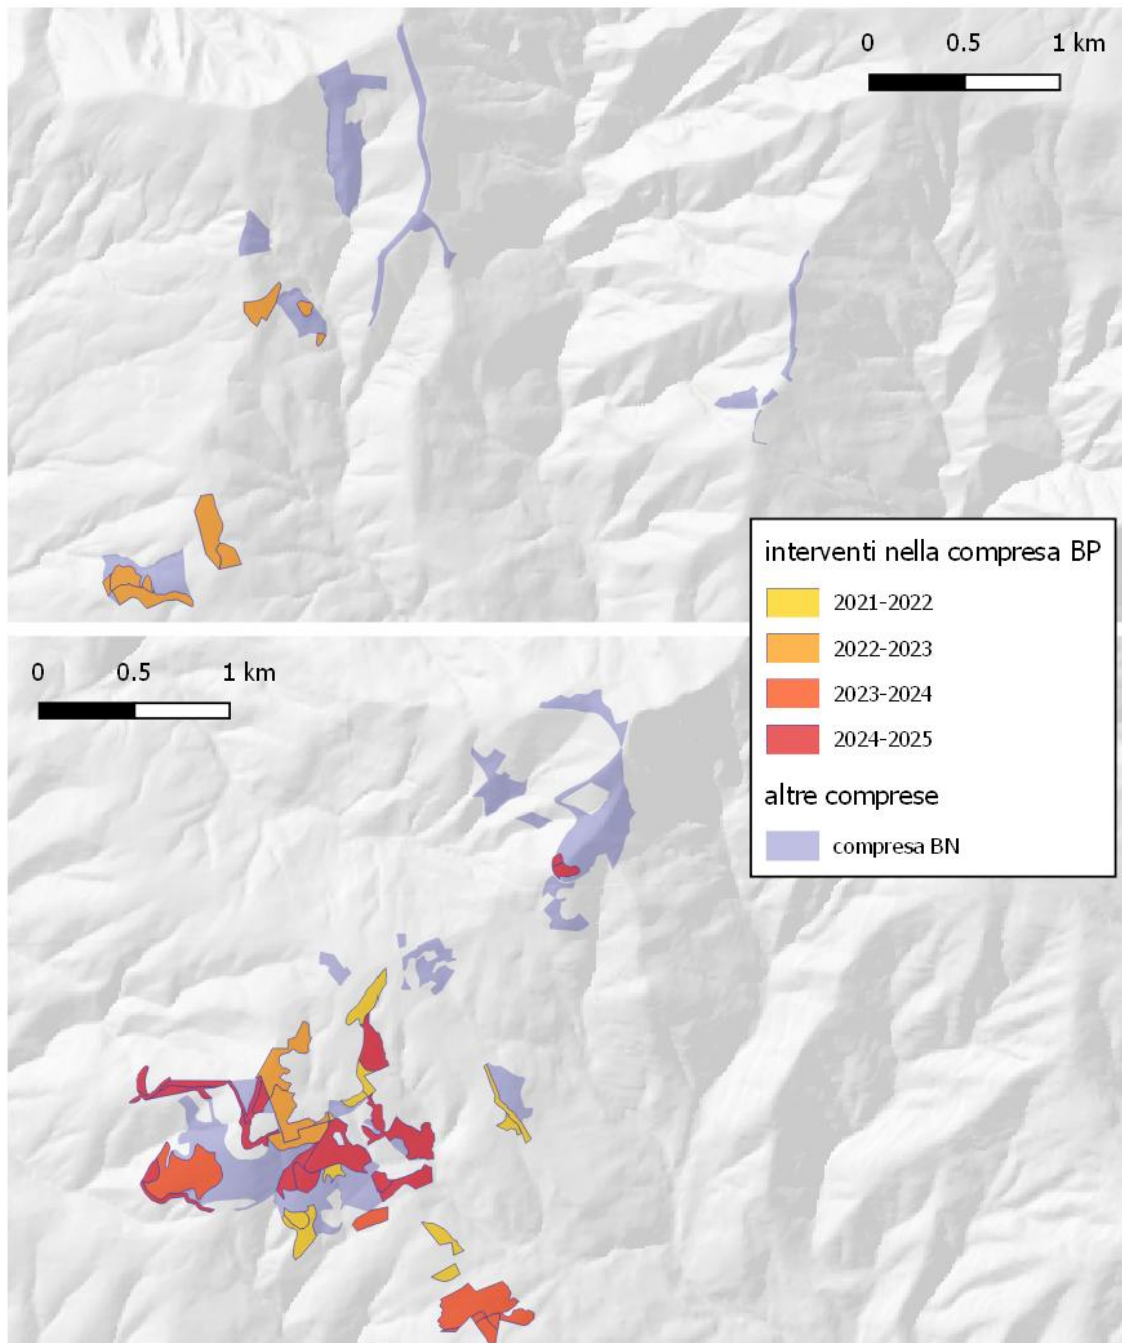 0 0.5 1 km
interventi nella compresa BP
2021-2022
2022-2023
2023-2024
2024-2025
altre comprese
compresa BN
0 0.5 1 km